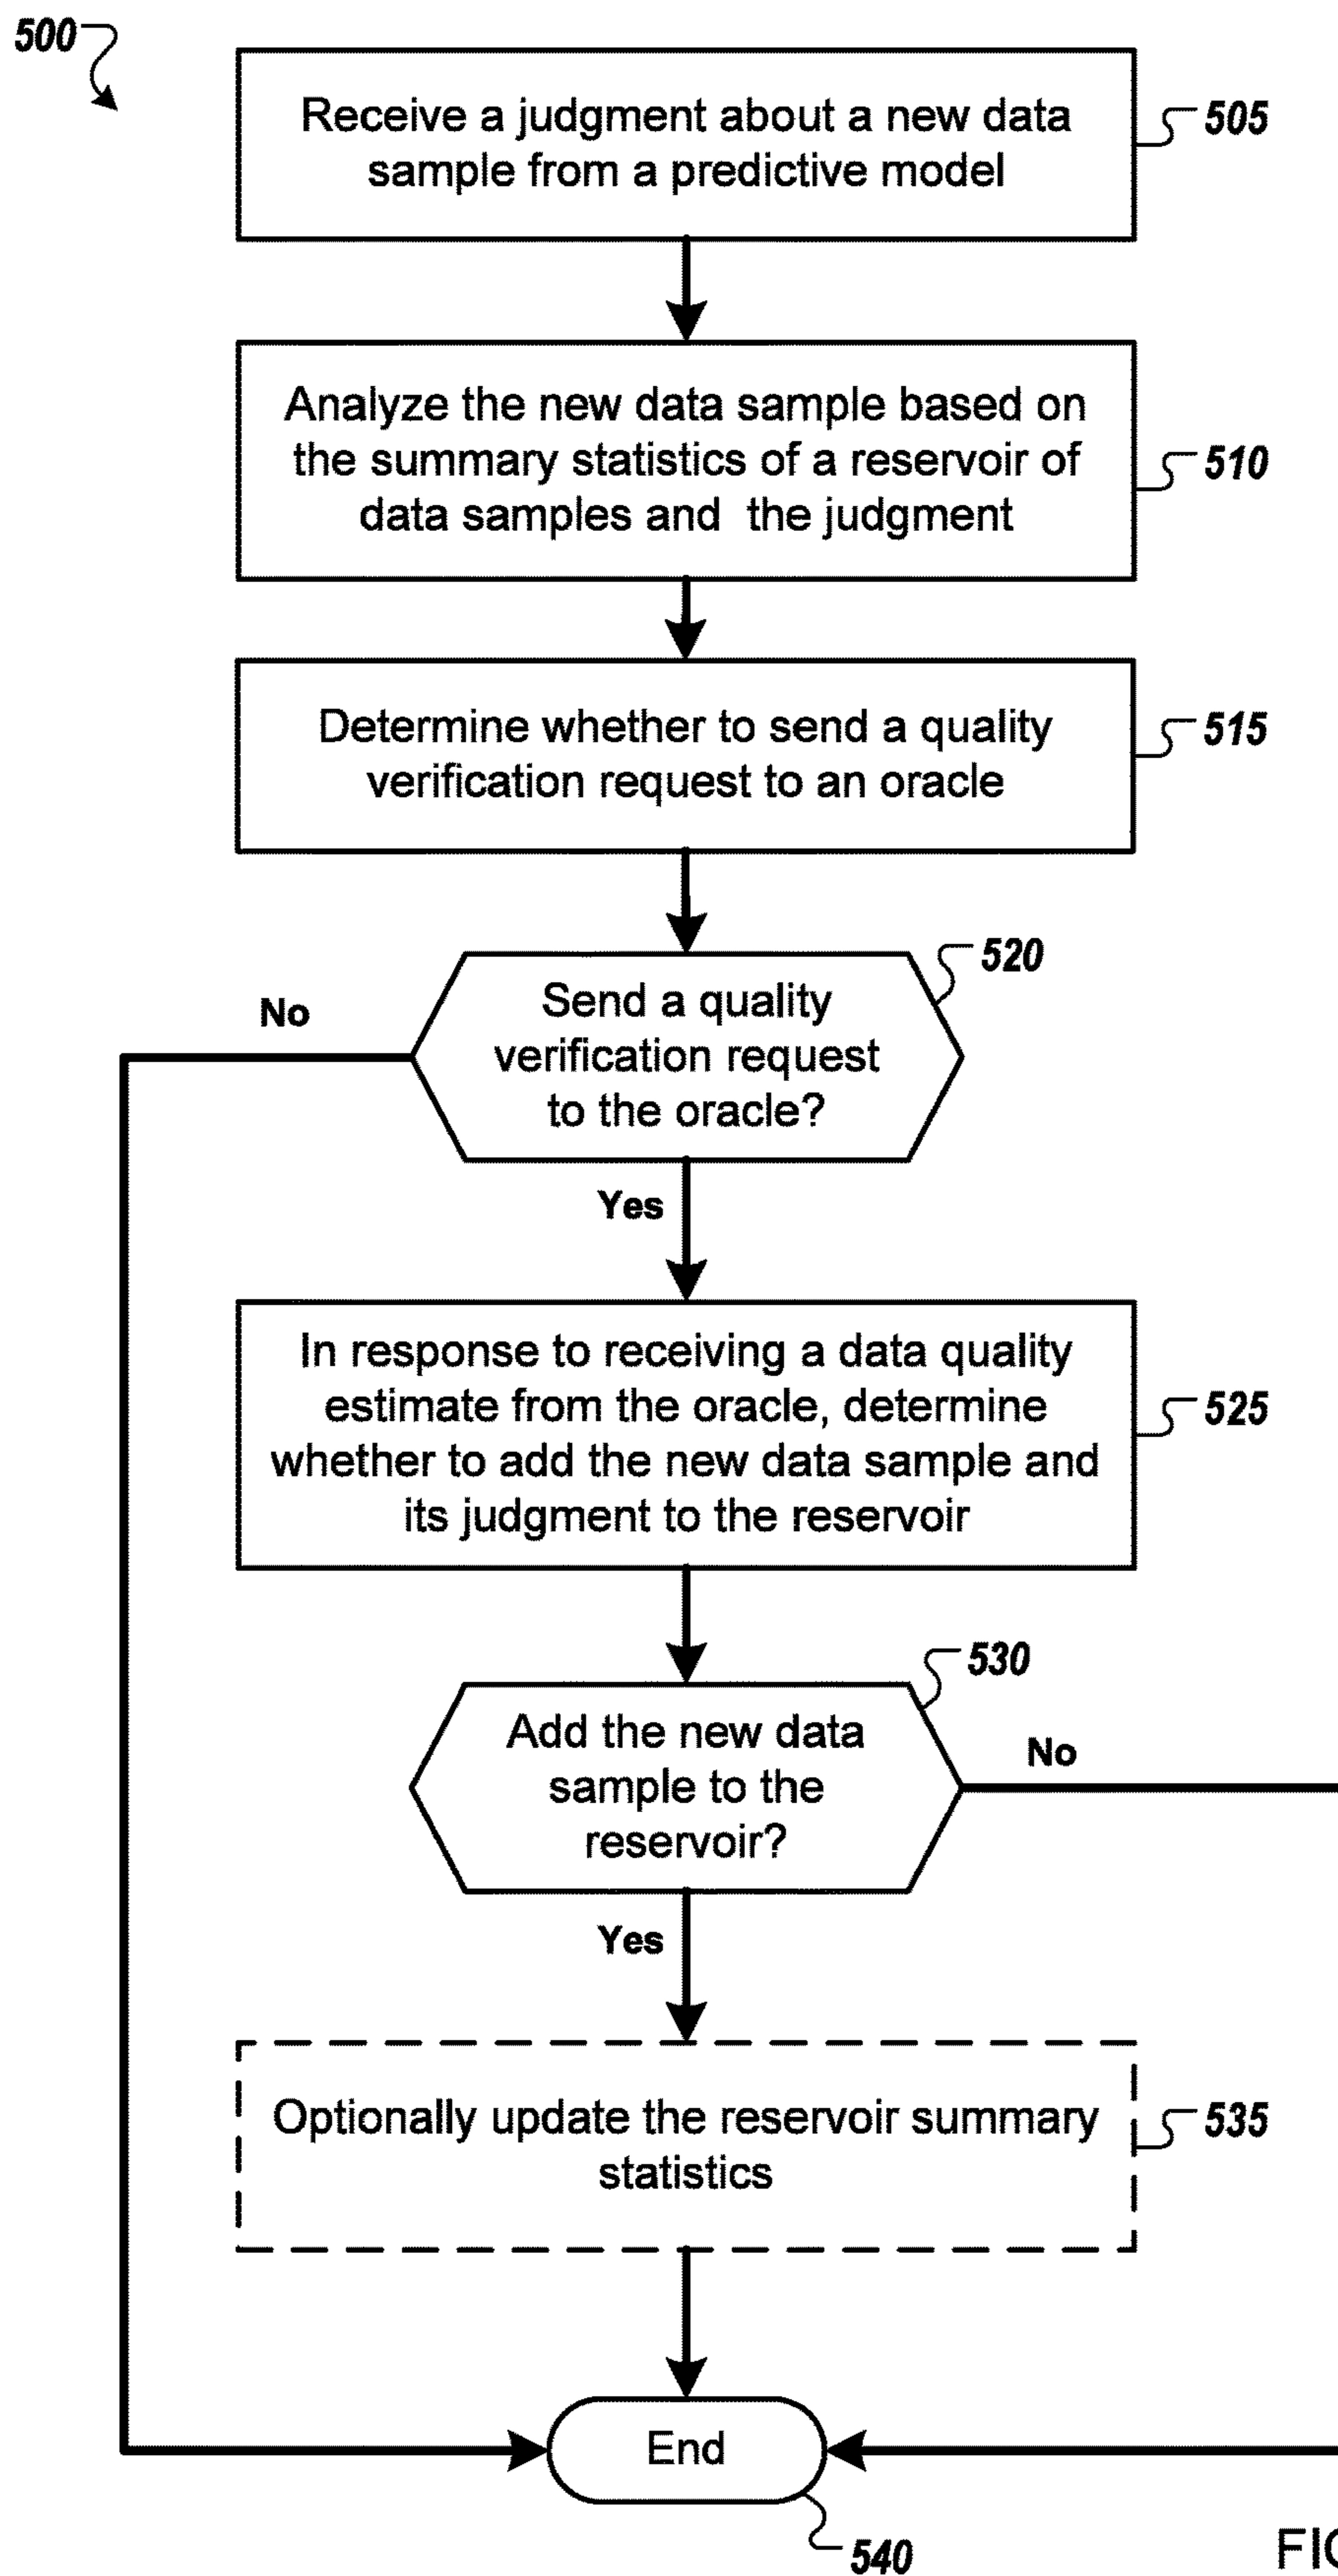 500
Receive a judgment about a new data
sample from a predictive model
505
Analyze the new data sample based on
the summary statistics of a reservoir of
data samples and the judgment
510
Determine whether to send a quality
verification request to an oracle
515
520
No
Send a quality
verification request
to the oracle?
Yes
In response to receiving a data quality
estimate from the oracle, determine
whether to add the new data sample and
its judgment to the reservoir
525
530
Add the new data
sample to the
reservoir?
No
Yes
Optionally update the reservoir summary
statistics
535
End
540